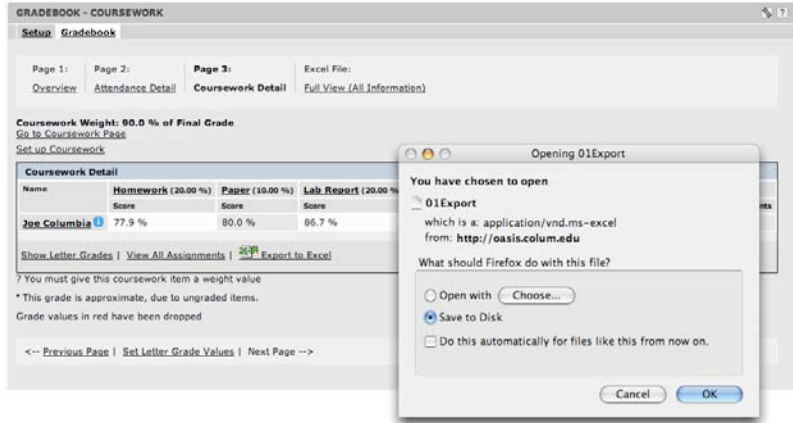 GRADEBOOK - COURSEWORK
Setup Gradebook
Page 1: Page 2: Page 3: Excel File:
Overview Attendance Detail Coursework Detail Full View (All Information)
Coursework Weight: 90.0 % of Final Grade
Go to Coursework Page
Set up Coursework
Coursework Detail
Name Homework (20.00 %) Paper (10.00 %) Lab Report (20.00 %
Score Score Score
Joe Columbia 77.9 % 80.0 % 86.7 %
Show Letter Grades | View All Assignments | Export to Excel
? You must give this coursework item a weight value
* This grade is approximate, due to ungraded items.
Grade values in red have been dropped
<-- Previous Page | Set Letter Grade Values | Next Page -->
Opening 01Export
You have chosen to open
01Export
which is a: application/vnd.ms-excel
from: http://oasis.colum.edu
What should Firefox do with this file?
Open with Choose...
Save to Disk
Do this automatically for files like this from now on.
Cancel OK